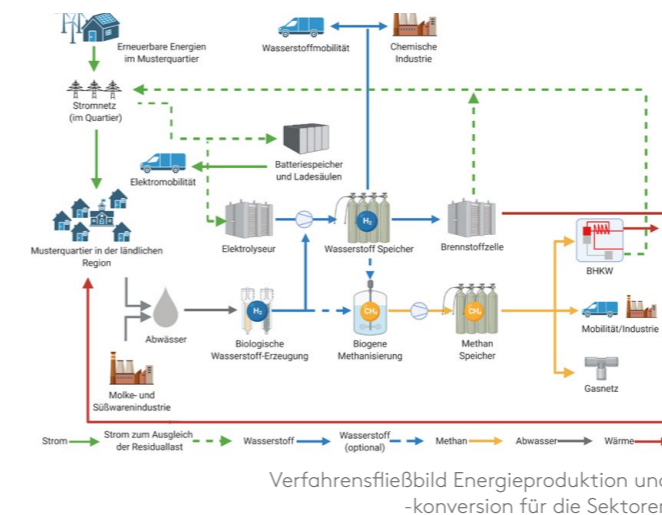 Erneuerbare Energien
im Musterquartier
Wasserstoffmobilität
Chemische
Industrie
Stromnetz
(im Quartier)
Batteriespeicher
und Ladesäulen
Elektromobilität
Musterquartier in der ländlichen
Region
Elektrolyseur
H₂
Wasserstoff Speicher
Brennstoffzelle
BHKW
Abwässer
H₂
Biologische
Wasserstoff-Erzeugung
CH₄
Biogene
Methanisierung
CH₄
Methan
Speicher
Mobilität/Industrie
Gasnetz
Molke- und
Süßwarenindustrie
Strom
Strom zum Ausgleich
der Residuallast
Wasserstoff
Wasserstoff
(optional)
Methan
Abwasser
Wärme
Verfahrensfließbild Energieproduktion und
-konversion für die Sektoren